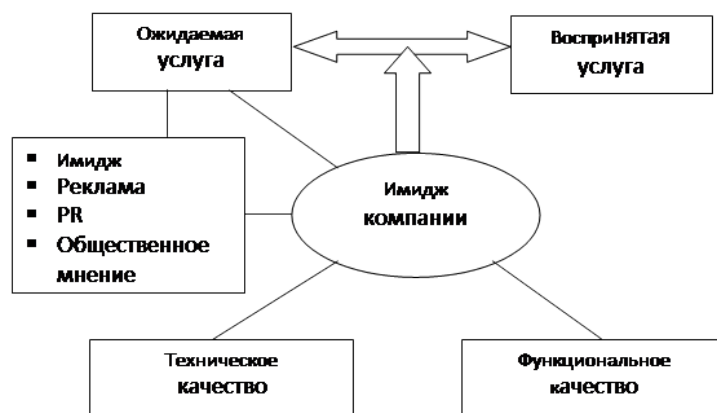 Ожидаемая
услуга
Воспринятая
услуга
▪ Имидж
▪ Реклама
▪ PR
▪ Общественное
мнение
Имидж
компании
Техническое
качество
Функциональное
качество